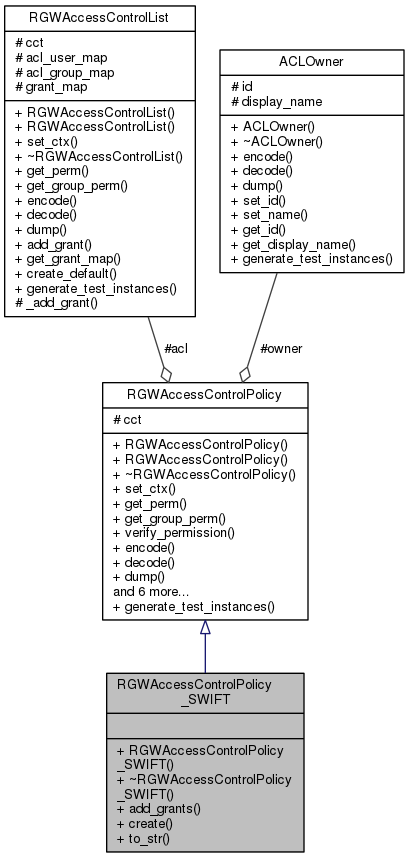 RGWAccessControlList
# cct
# acl_user_map
# acl_group_map
# grant_map
+ RGWAccessControlList()
+ RGWAccessControlList()
+ set_ctx()
+ ~RGWAccessControlList()
+ get_perm()
+ get_group_perm()
+ encode()
+ decode()
+ dump()
+ add_grant()
+ get_grant_map()
+ create_default()
+ generate_test_instances()
# _add_grant()
ACLOwner
# id
# display_name
+ ACLOwner()
+ ~ACLOwner()
+ encode()
+ decode()
+ dump()
+ set_id()
+ set_name()
+ get_id()
+ get_display_name()
+ generate_test_instances()
#acl
#owner
RGWAccessControlPolicy
# cct
+ RGWAccessControlPolicy()
+ RGWAccessControlPolicy()
+ ~RGWAccessControlPolicy()
+ set_ctx()
+ get_perm()
+ get_group_perm()
+ verify_permission()
+ encode()
+ decode()
+ dump()
and 6 more...
+ generate_test_instances()
RGWAccessControlPolicy
_SWIFT
+ RGWAccessControlPolicy
_SWIFT()
+ ~RGWAccessControlPolicy
_SWIFT()
+ add_grants()
+ create()
+ to_str()